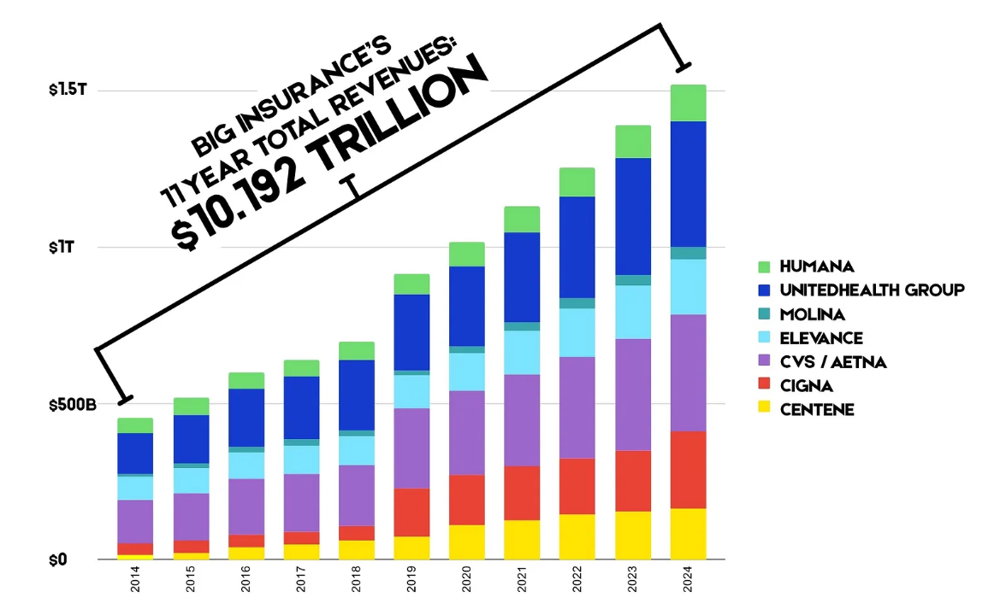 BIG INSURANCE'S
11 YEAR TOTAL REVENUES:
$10.192 TRILLION
$1.5T
$1T
$500B
$0
2014
2015
2016
2017
2018
2019
2020
2021
2022
2023
2024
HUMANA
UNITEDHEALTH GROUP
MOLINA
ELEVANCE
CVS / AETNA
CIGNA
CENTENE